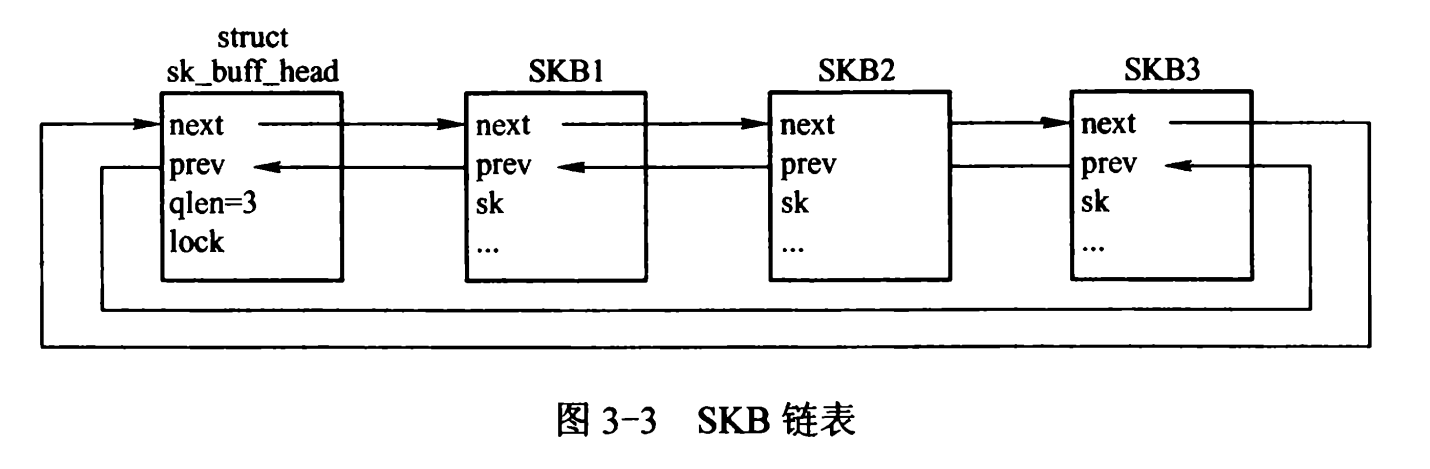 struct
sk_buff_head
SKB1
SKB2
SKB3
next
prev
qlen=3
lock
next
prev
sk
...
next
prev
sk
...
next
prev
sk
...
图 3-3 SKB 链表